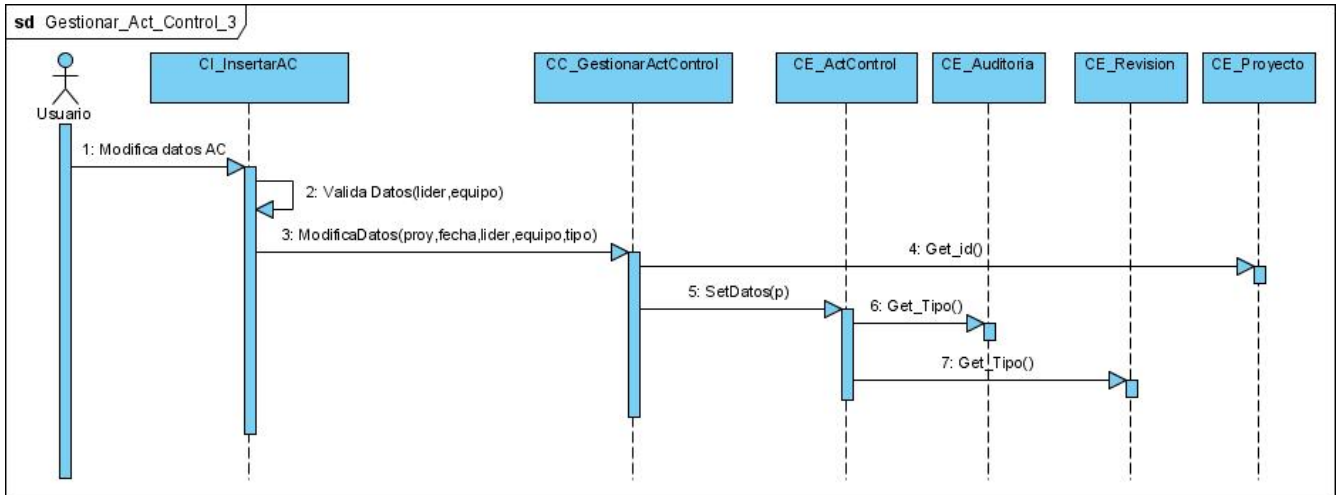 sd Gestionar_Act_Control_3
CI_InsertarAC
CC_GestionarActControl
CE_ActControl
CE_Auditoria
CE_Revision
CE_Proyecto
Usuario
1: Modifica datos AC
2: Valida Datos(lider,equipo)
3: ModificaDatos(proy,fecha,lider,equipo,tipo)
4: Get_id()
5: SetDatos(p)
6: Get_Tipo()
7: Get_Tipo()